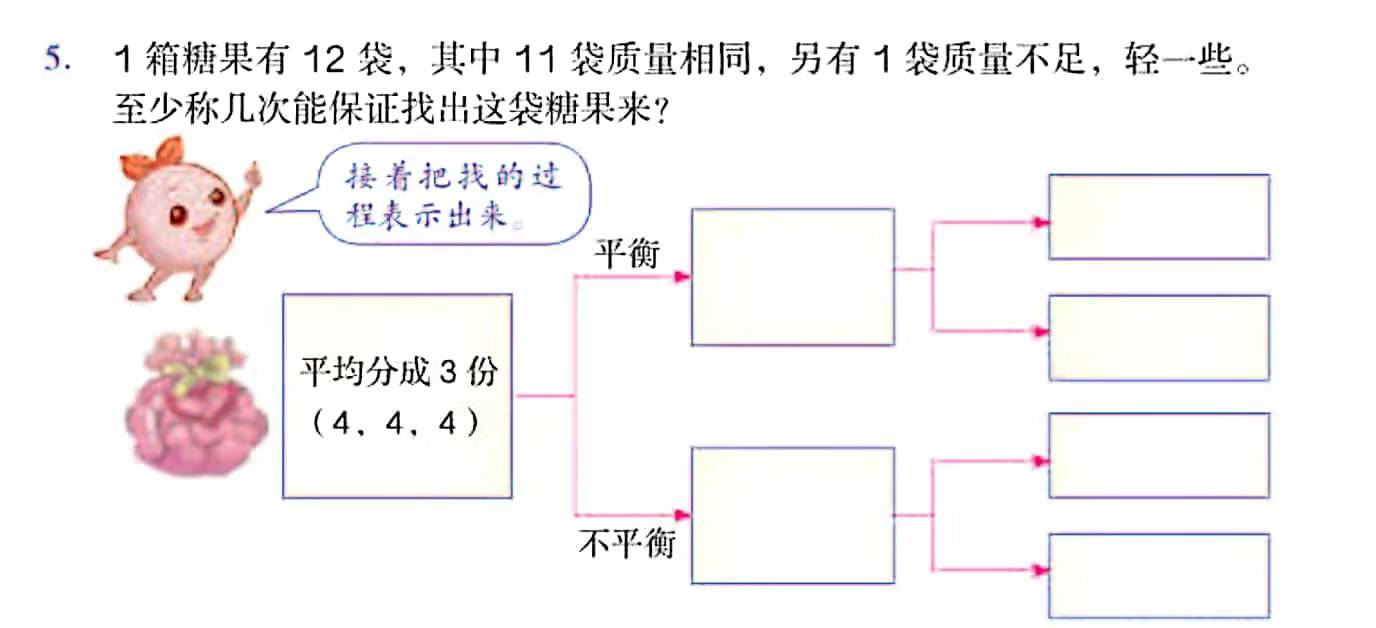 5. 1 箱糖果有 12 袋，其中 11 袋质量相同，另有 1 袋质量不足，轻一些。
至少称几次能保证找出这袋糖果来？
接着把找的过
程表示出来。
平衡
平均分成 3 份
（4，4，4）
不平衡